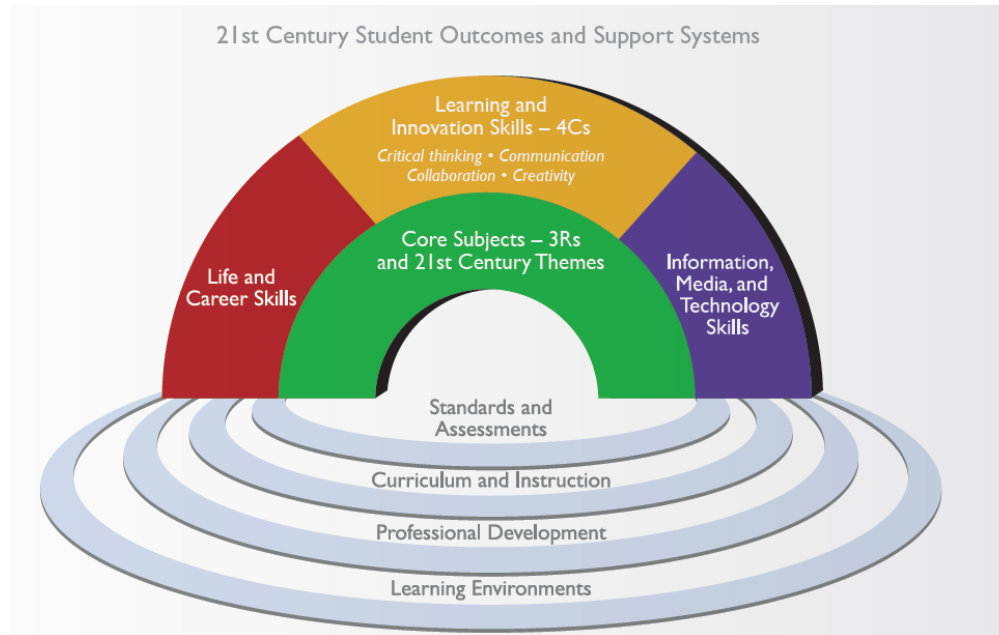 21st Century Student Outcomes and Support Systems
Learning and
Innovation Skills – 4Cs
Critical thinking • Communication
Collaboration • Creativity
Core Subjects – 3Rs
and 21st Century Themes
Life and
Career Skills
Information,
Media, and
Technology
Skills
Standards and
Assessments
Curriculum and Instruction
Professional Development
Learning Environments